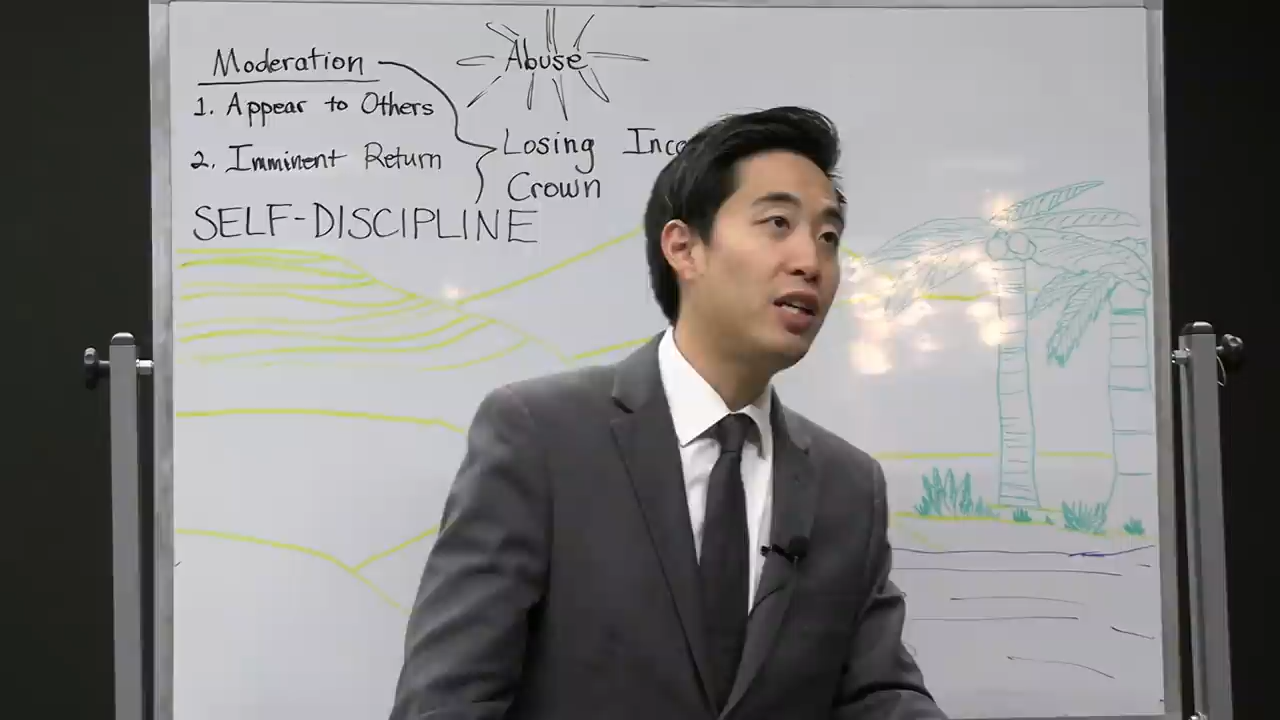 Moderation
1. Appear to Others
2. Imminent Return
Abuse
Losing
Crown
SELF-DISCIPLINE